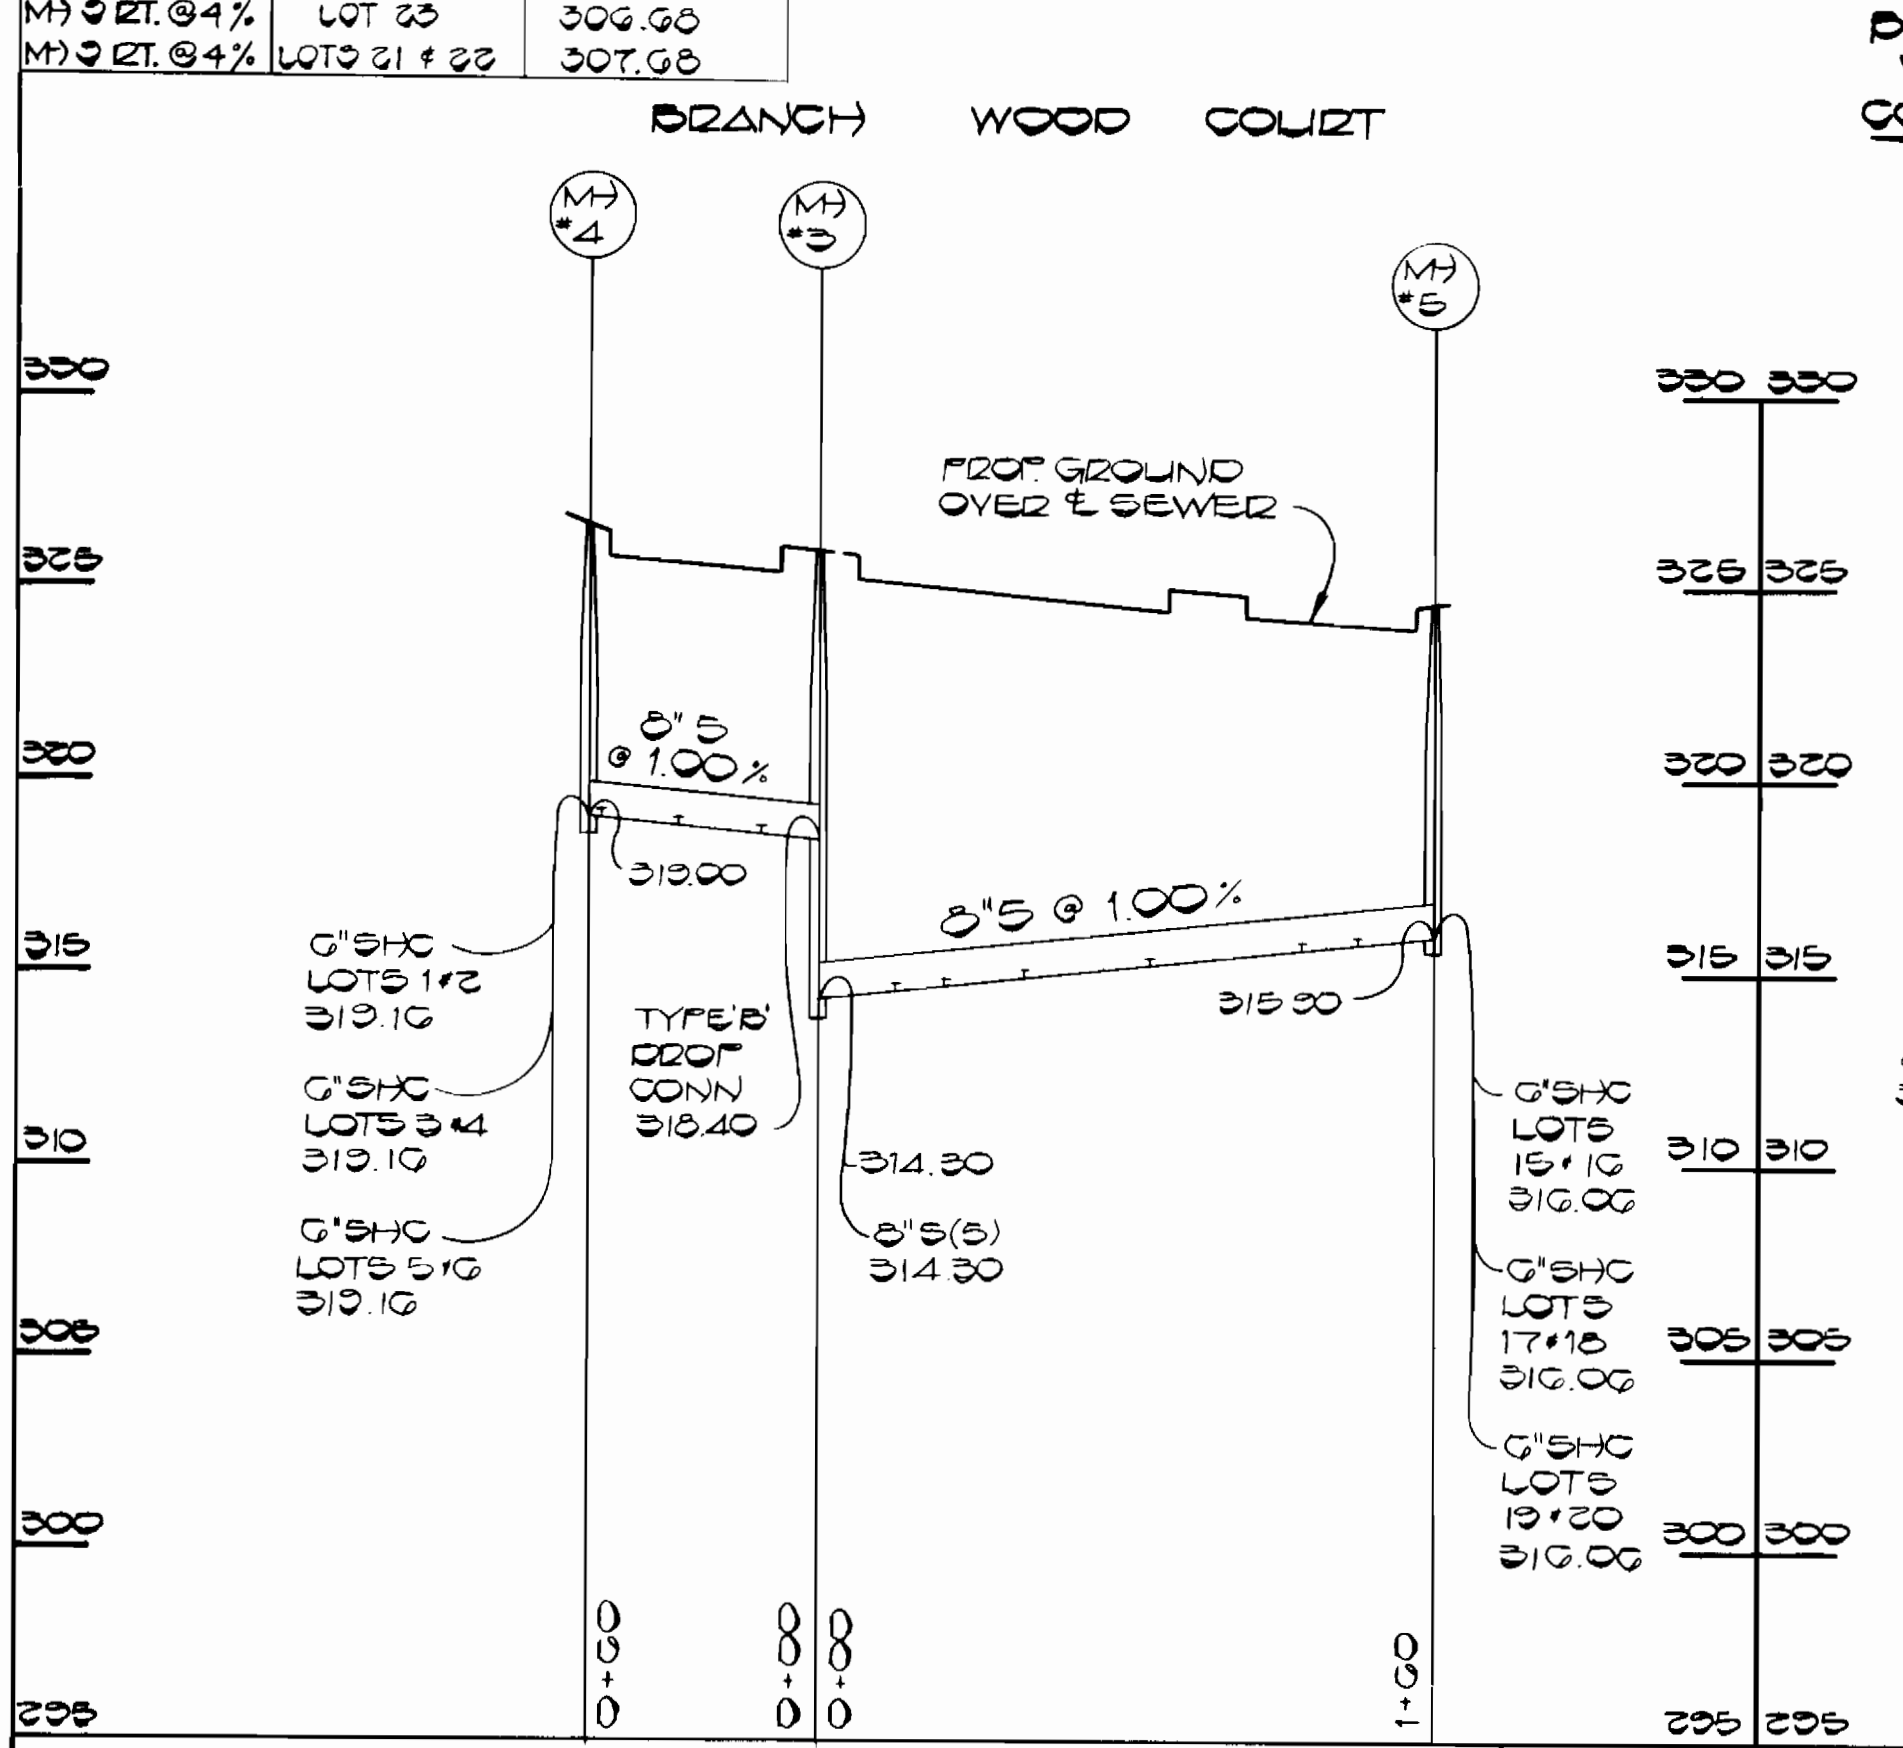 MH 9 RT. @ 4% LOT 23 306.68
MH 9 RT. @ 4% LOTS 21 & 22 307.68
BRANCH WOOD COURT
MH
#4
MH
#3
MH
#5
330
325
320
315
310
305
300
295
PROP. GROUND
OVER ℄ SEWER
8" S
@ 1.00%
319.00
8" S @ 1.00%
315.90
6" SHC
LOTS 1 & 2
319.16
6" SHC
LOTS 3 & 4
319.16
6" SHC
LOTS 5 & 6
319.16
TYPE 'B'
DROP
CONN
318.40
314.30
8" S(5)
314.30
6" SHC
LOTS
15 & 16
316.06
6" SHC
LOTS
17 & 18
316.06
6" SHC
LOTS
19 & 20
316.06
330 330
325 325
320 320
315 315
310 310
305 305
300 300
295 295
0+60
0+00
0+00
1+60